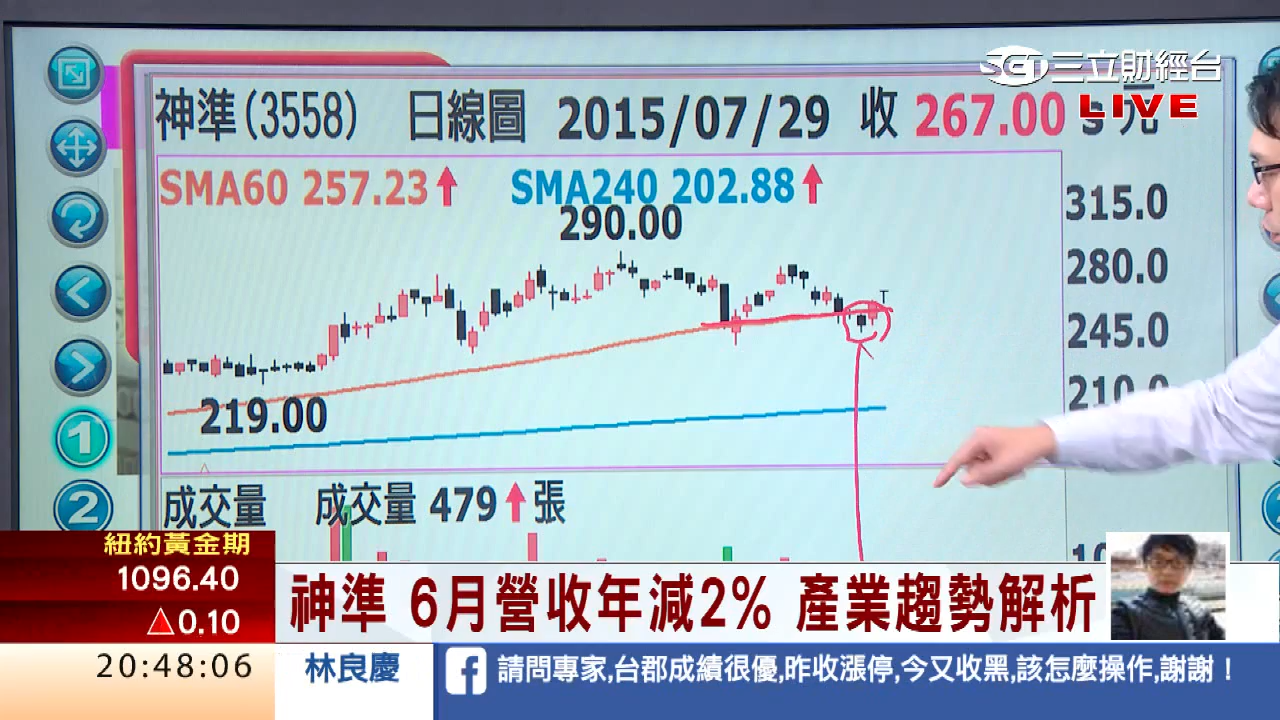 三立財經台
LIVE
神準(3558) 日線圖 2015/07/29 收 267.00 s 元
SMA60 257.23↑ SMA240 202.88↑
290.00
315.0
280.0
245.0
210.0
219.00
成交量 成交量 479↑張
1
2
紐約黃金期
1096.40
△0.10
神準 6月營收年減2% 產業趨勢解析
20:48:06
林良慶
請問專家,台郡成績很優,昨收漲停,今又收黑,該怎麼操作,謝謝！